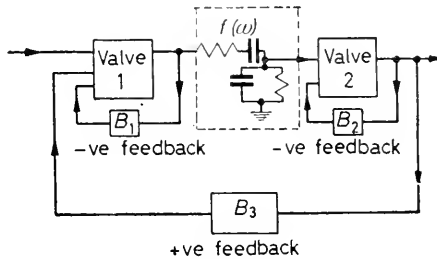 f(ω)
Valve
1
Valve
2
B₁
B₂
-ve feedback
-ve feedback
B₃
+ve feedback